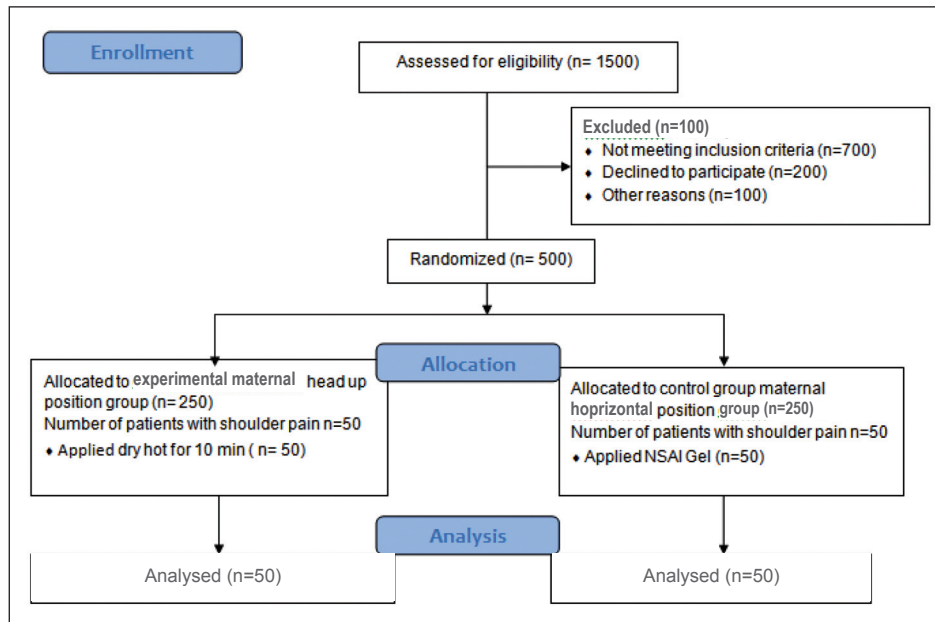 Enrollment
Assessed for eligibility (n= 1500)
Excluded (n=100)
♦ Not meeting inclusion criteria (n=700)
♦ Declined to participate (n=200)
♦ Other reasons (n=100)
Randomized (n= 500)
Allocation
Allocated to experimental maternal head up
position group (n= 250)
Number of patients with shoulder pain n=50
♦ Applied dry hot for 10 min ( n= 50)
Allocated to control group maternal
hoprizontal position group (n=250)
Number of patients with shoulder pain n=50
♦ Applied NSAI Gel (n=50)
Analysis
Analysed (n=50)
Analysed (n=50)